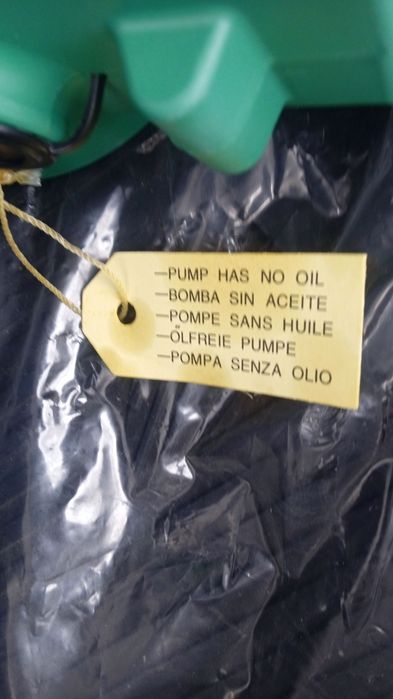 —PUMP HAS NO OIL
—BOMBA SIN ACEITE
—POMPE SANS HUILE
—ÖLFREIE PUMPE
—POMPA SENZA OLIO